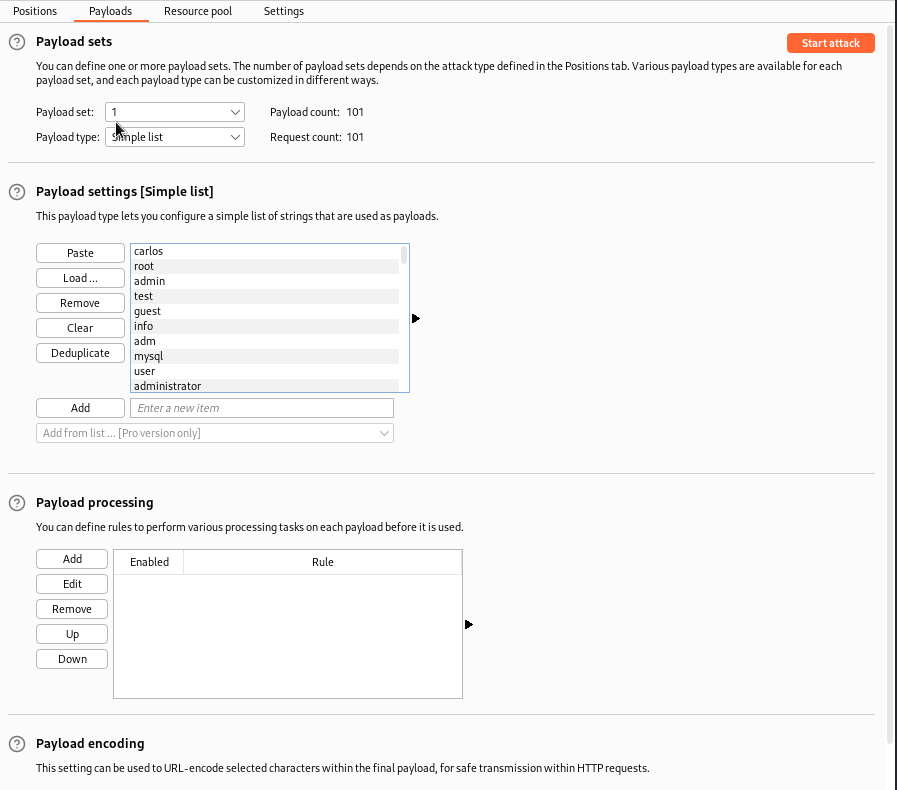 Positions Payloads Resource pool Settings
Payload sets
Start attack
You can define one or more payload sets. The number of payload sets depends on the attack type defined in the Positions tab. Various payload types are available for each
payload set, and each payload type can be customized in different ways.
Payload set: 1 Payload count: 101
Payload type: Simple list Request count: 101
Payload settings [Simple list]
This payload type lets you configure a simple list of strings that are used as payloads.
Paste
Load ...
Remove
Clear
Deduplicate
carlos
root
admin
test
guest
info
adm
mysql
user
administrator
Add Enter a new item
Add from list ... [Pro version only]
Payload processing
You can define rules to perform various processing tasks on each payload before it is used.
Add
Edit
Remove
Up
Down
Enabled Rule
Payload encoding
This setting can be used to URL-encode selected characters within the final payload, for safe transmission within HTTP requests.